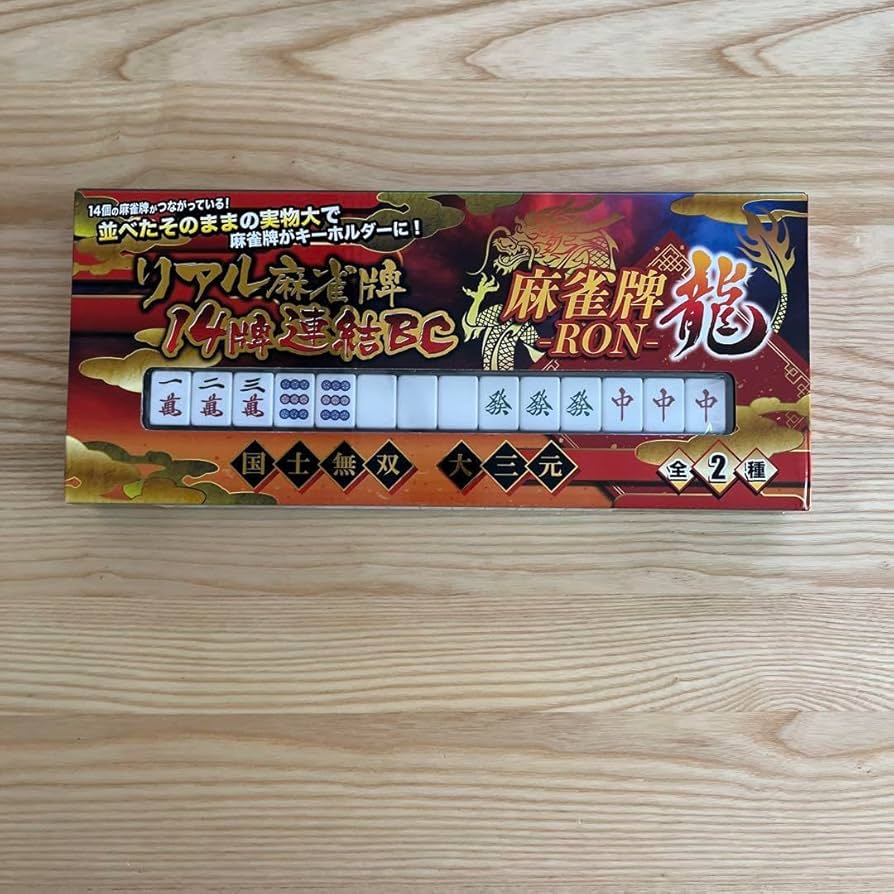 14個の麻雀牌がつながっている!
並べたそのままの実物大で
麻雀牌がキーホルダーに!
リアル麻雀牌
14牌連結BC
麻雀牌
-RON-
龍
一萬 二萬 三萬 發 發 發 中 中 中
国士無双 大三元 全2種